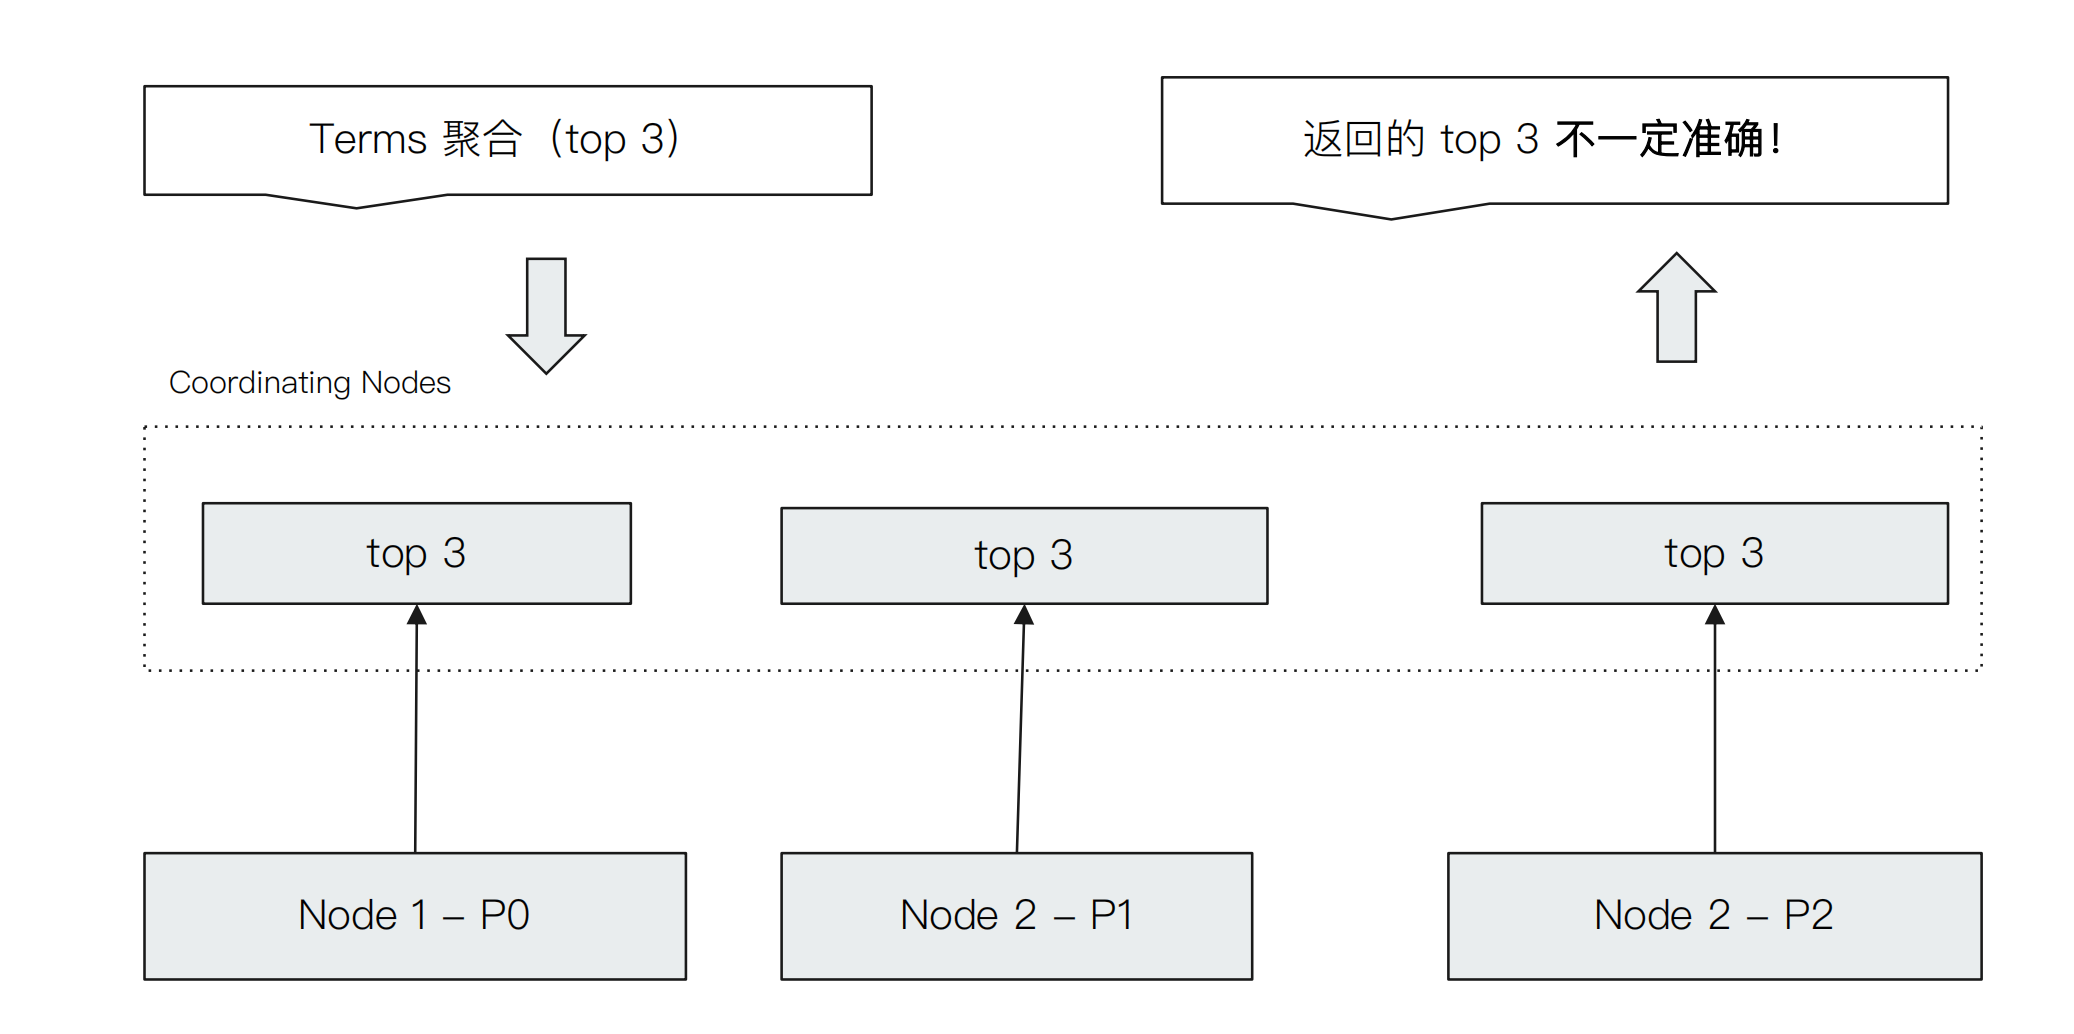 Terms 聚合（top 3）
返回的 top 3 不一定准确！
Coordinating Nodes
top 3
top 3
top 3
Node 1 – P0
Node 2 – P1
Node 2 – P2